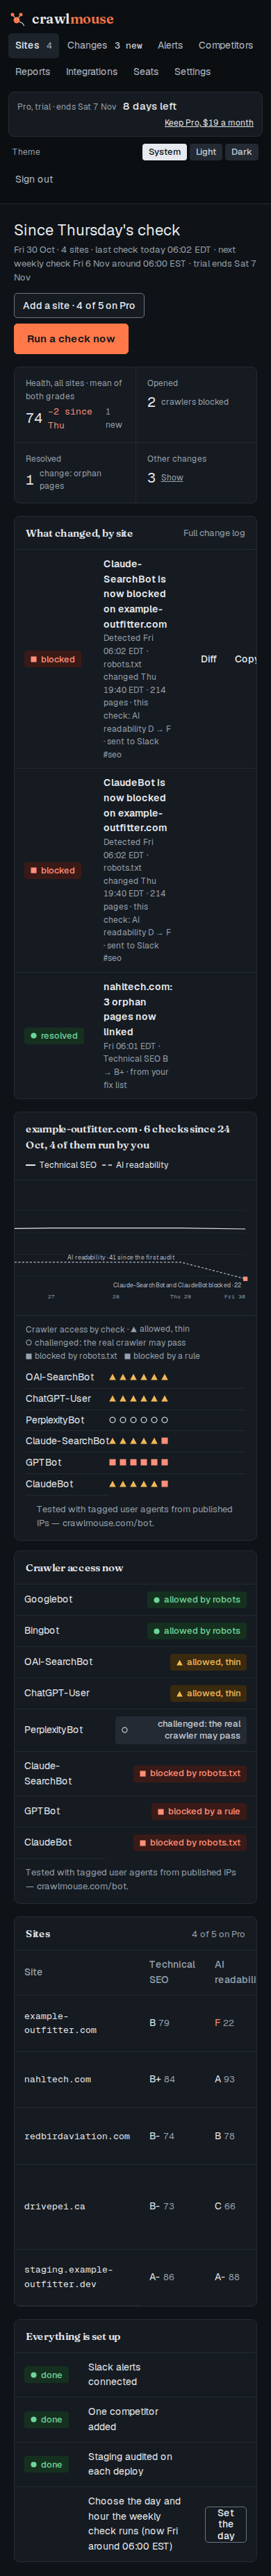 crawlmouse
Sites 4 Changes 3 new Alerts Competitors
Reports Integrations Seats Settings
Pro, trial · ends Sat 7 Nov 8 days left
Keep Pro, $19 a month
Theme System Light Dark
Sign out
Since Thursday's check
Fri 30 Oct · 4 sites · last check today 06:02 EDT · next
weekly check Fri 6 Nov around 06:00 EST · trial ends Sat 7
Nov
Add a site · 4 of 5 on Pro
Run a check now
Health, all sites · mean of
both grades
74 −2 since
Thu
1
new
Opened
2 crawlers blocked
Resolved
1 change: orphan
pages
Other changes
3 Show
What changed, by site Full change log
blocked
Claude-
SearchBot is
now blocked
on example-
outfitter.com
Detected Fri
06:02 EDT ·
robots.txt
changed Thu
19:40 EDT · 214
pages · this
check: AI
readability D → F
· sent to Slack
#seo
Diff Copy
blocked
ClaudeBot is
now blocked
on example-
outfitter.com
Detected Fri
06:02 EDT ·
robots.txt
changed Thu
19:40 EDT · 214
pages · this
check: AI
readability D → F
· sent to Slack
#seo
resolved
nahltech.com:
3 orphan
pages now
linked
Fri 06:01 EDT ·
Technical SEO B
→ B+ · from your
fix list
example-outfitter.com · 6 checks since 24
Oct, 4 of them run by you
Technical SEO AI readability
AI readability · 41 since the first audit
Claude-SearchBot and ClaudeBot blocked · 22
27 28 Thu 29 Fri 30
Crawler access by check · ▲ allowed, thin
○ challenged: the real crawler may pass
■ blocked by robots.txt ■ blocked by a rule
OAI-SearchBot ▲ ▲ ▲ ▲ ▲ ▲
ChatGPT-User ▲ ▲ ▲ ▲ ▲ ▲
PerplexityBot ○ ○ ○ ○ ○ ○
Claude-SearchBot ▲ ▲ ▲ ▲ ▲ ■
GPTBot ■ ■ ■ ■ ■ ■
ClaudeBot ▲ ▲ ▲ ▲ ▲ ■
Tested with tagged user agents from published
IPs — crawlmouse.com/bot.
Crawler access now
Googlebot ● allowed by robots
Bingbot ● allowed by robots
OAI-SearchBot ▲ allowed, thin
ChatGPT-User ▲ allowed, thin
PerplexityBot ○ challenged: the real
crawler may pass
Claude-
SearchBot ■ blocked by robots.txt
GPTBot ■ blocked by a rule
ClaudeBot ■ blocked by robots.txt
Tested with tagged user agents from published IPs
— crawlmouse.com/bot.
Sites 4 of 5 on Pro
Site Technical
SEO AI
readabili
example-
outfitter.com B 79 F 22
nahltech.com B+ 84 A 93
redbirdaviation.com B- 74 B 78
drivepei.ca B- 73 C 66
staging.example-
outfitter.dev A- 86 A- 88
Everything is set up
done Slack alerts
connected
done One competitor
added
done Staging audited on
each deploy
Choose the day and
hour the weekly
check runs (now Fri
around 06:00 EST)
Set
the
day